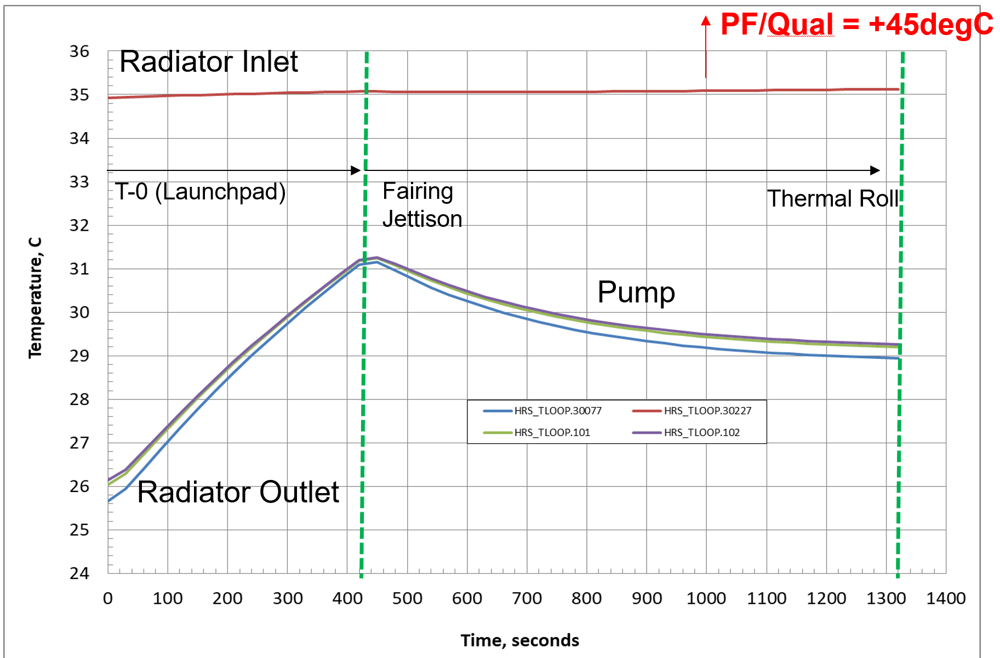 PF/Qual = +45degC
36
Radiator Inlet
35
34
33
T-0 (Launchpad)
Fairing
Jettison
Thermal Roll
32
31
Pump
30
29
28
HRS_TLOOP.30077
HRS_TLOOP.30227
HRS_TLOOP.101
HRS_TLOOP.102
27
26
Radiator Outlet
25
24
Temperature, C
0 100 200 300 400 500 600 700 800 900 1000 1100 1200 1300 1400
Time, seconds